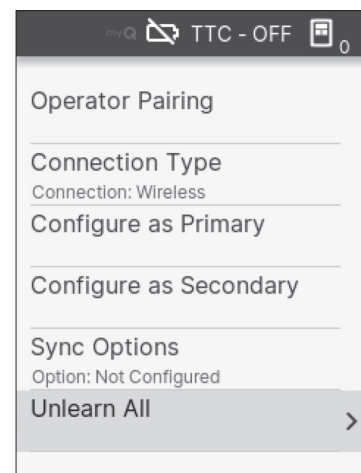 myQ TTC - OFF 0
Operator Pairing
Connection Type
Connection: Wireless
Configure as Primary
Configure as Secondary
Sync Options
Option: Not Configured
Unlearn All